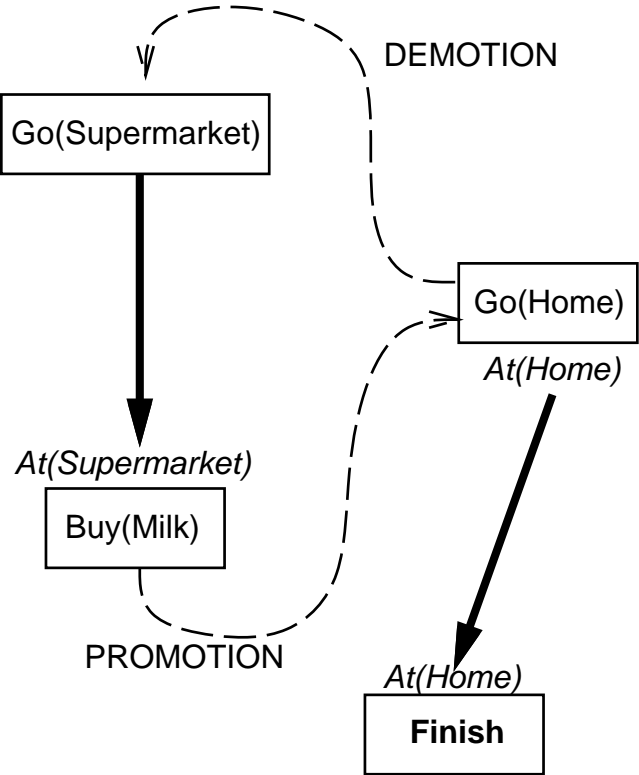 DEMOTION
Go(Supermarket)
Go(Home)
At(Home)
At(Supermarket)
Buy(Milk)
PROMOTION
At(Home)
Finish